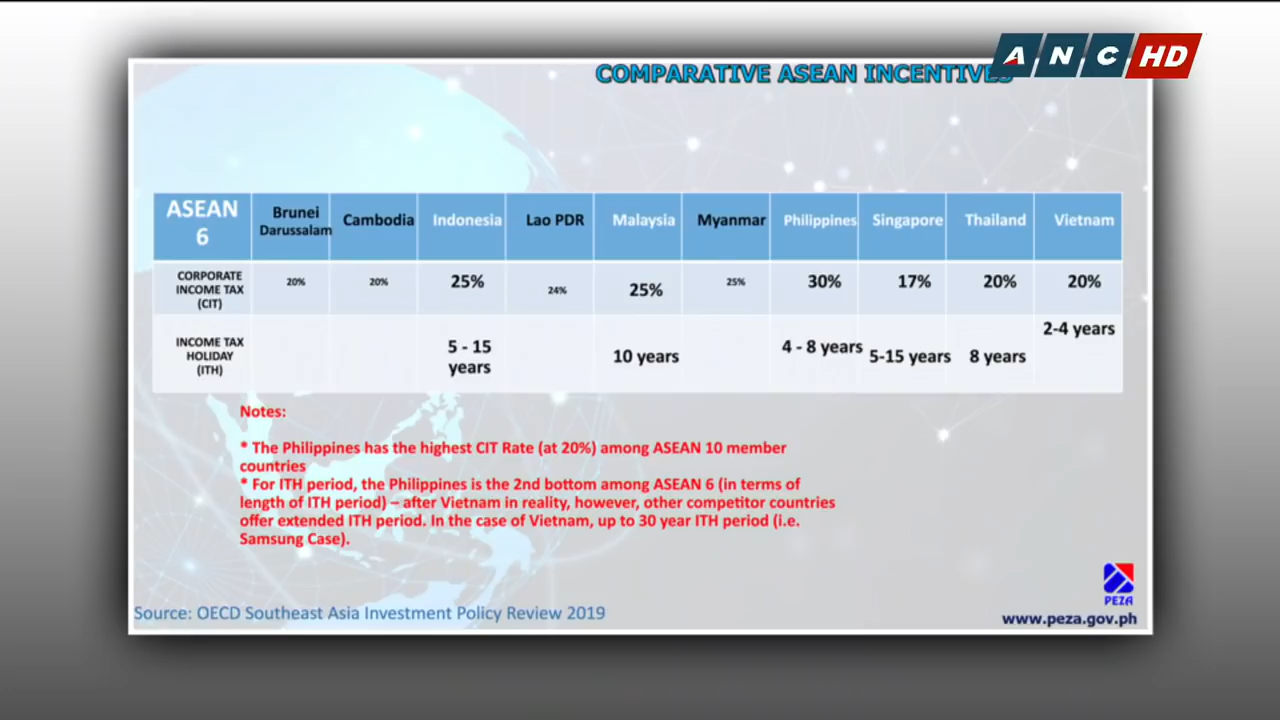 ANC HD
COMPARATIVE ASEAN INCENTIVES
ASEAN
6
Brunei
Darussalam
Cambodia
Indonesia
Lao PDR
Malaysia
Myanmar
Philippines
Singapore
Thailand
Vietnam
CORPORATE
INCOME TAX
(CIT)
20%
20%
25%
24%
25%
25%
30%
17%
20%
20%
INCOME TAX
HOLIDAY
(ITH)
5 - 15
years
10 years
4 - 8 years
5-15 years
8 years
2-4 years
Notes:
* The Philippines has the highest CIT Rate (at 20%) among ASEAN 10 member
countries
* For ITH period, the Philippines is the 2nd bottom among ASEAN 6 (in terms of
length of ITH period) – after Vietnam in reality, however, other competitor countries
offer extended ITH period. In the case of Vietnam, up to 30 year ITH period (i.e.
Samsung Case).
PEZA
Source: OECD Southeast Asia Investment Policy Review 2019
www.peza.gov.ph